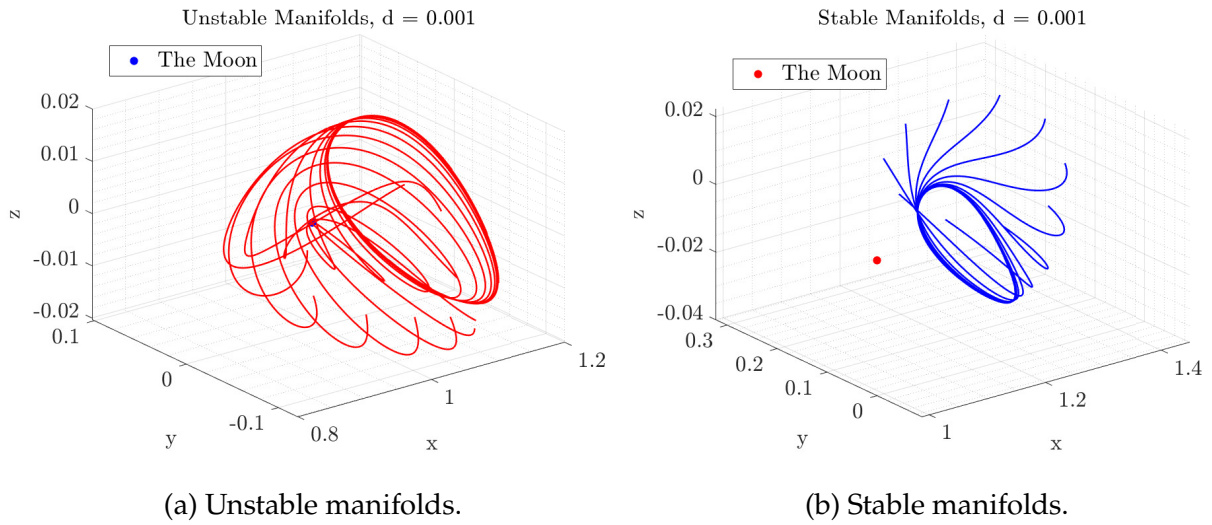 Unstable Manifolds, d = 0.001
The Moon
0.02
0.01
0
-0.01
-0.02
z
0.1
0
-0.1
y
0.8
1
1.2
x
(a) Unstable manifolds.
Stable Manifolds, d = 0.001
The Moon
0.02
0
-0.02
-0.04
z
0.3
0.2
0.1
0
y
1
1.2
1.4
x
(b) Stable manifolds.